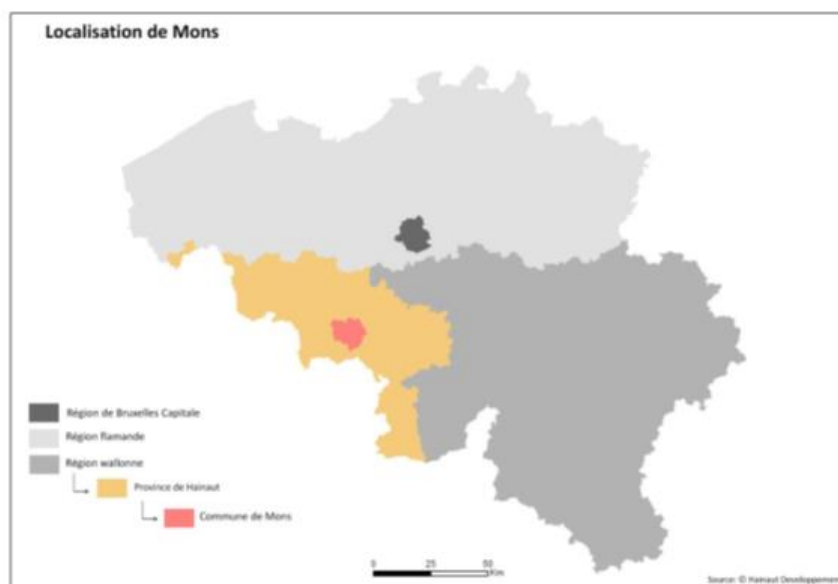 Localisation de Mons
Région de Bruxelles Capitale
Région flamande
Région wallonne
Province de Hainaut
Commune de Mons
0 25 50
Km
Source: © Hainaut Developpement